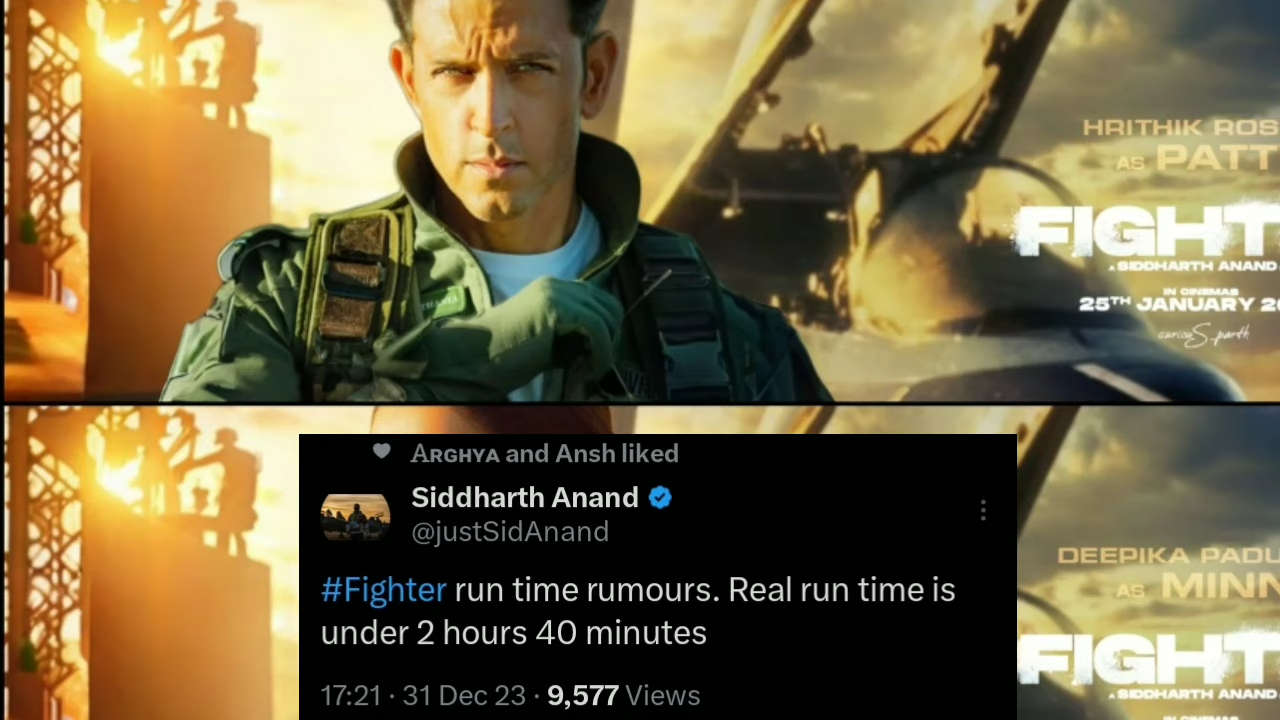 HRITHIK ROS
AS PATT
FIGHT
A SIDDHARTH ANAND
IN CINEMAS
25TH JANUARY 2
ARGHYA and Ansh liked
Siddharth Anand
@justSidAnand
#Fighter run time rumours. Real run time is
under 2 hours 40 minutes
17:21 · 31 Dec 23 · 9,577 Views
DEEPIKA PADU
AS MINN
FIGHT
A SIDDHARTH ANAND
IN CINEMAS